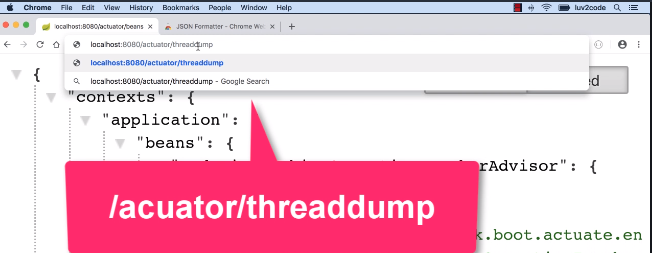 Chrome File Edit View History Bookmarks People Window Help luv2code
localhost:8080/actuator/beans JSON Formatter - Chrome We
localhost:8080/actuator/threaddump
localhost:8080/actuator/threaddump
localhost:8080/actuator/threaddump - Google Search
{
"contexts": {
"application":
"beans": {
Advisor": {
/acuator/threaddump
k.boot.actuate.en